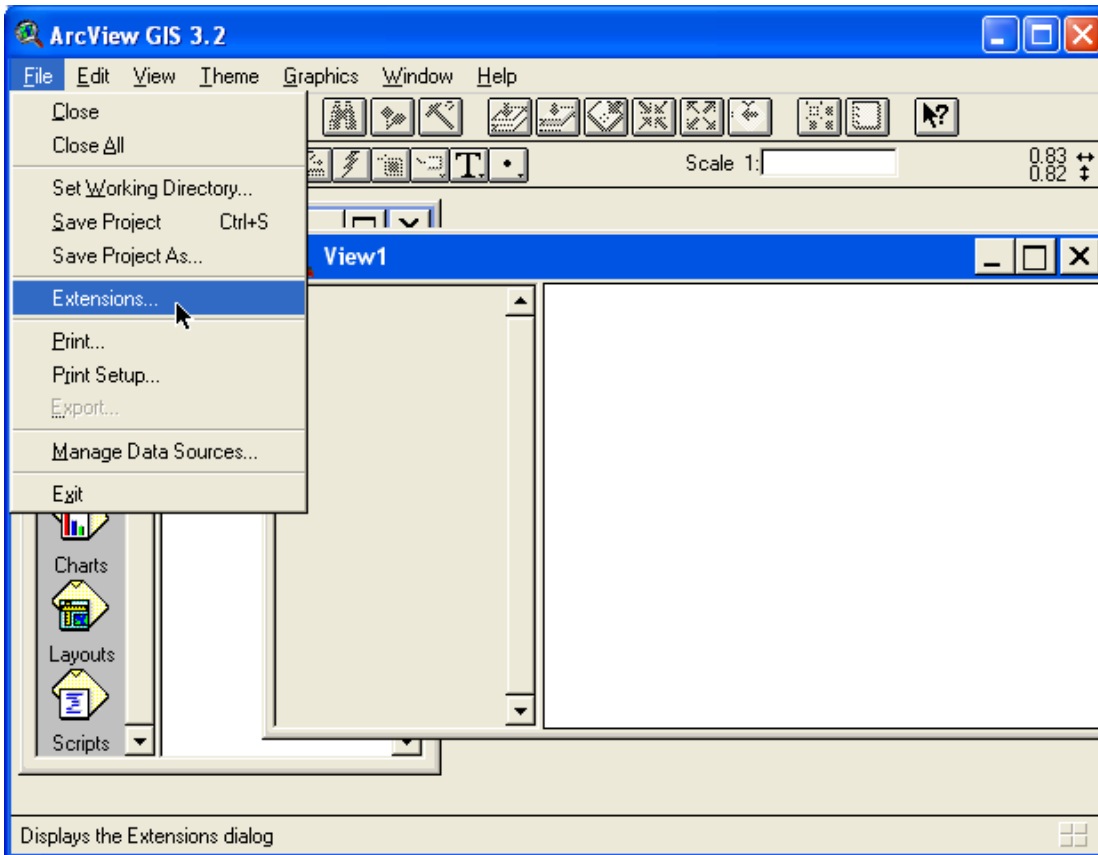 ArcView GIS 3.2
File Edit View Theme Graphics Window Help
Close
Close All
Set Working Directory...
Save Project Ctrl+S
Save Project As...
Extensions...
Print...
Print Setup...
Export...
Manage Data Sources...
Exit
T
?
Scale 1:
0.83
0.82
View1
Charts
Layouts
Scripts
Displays the Extensions dialog